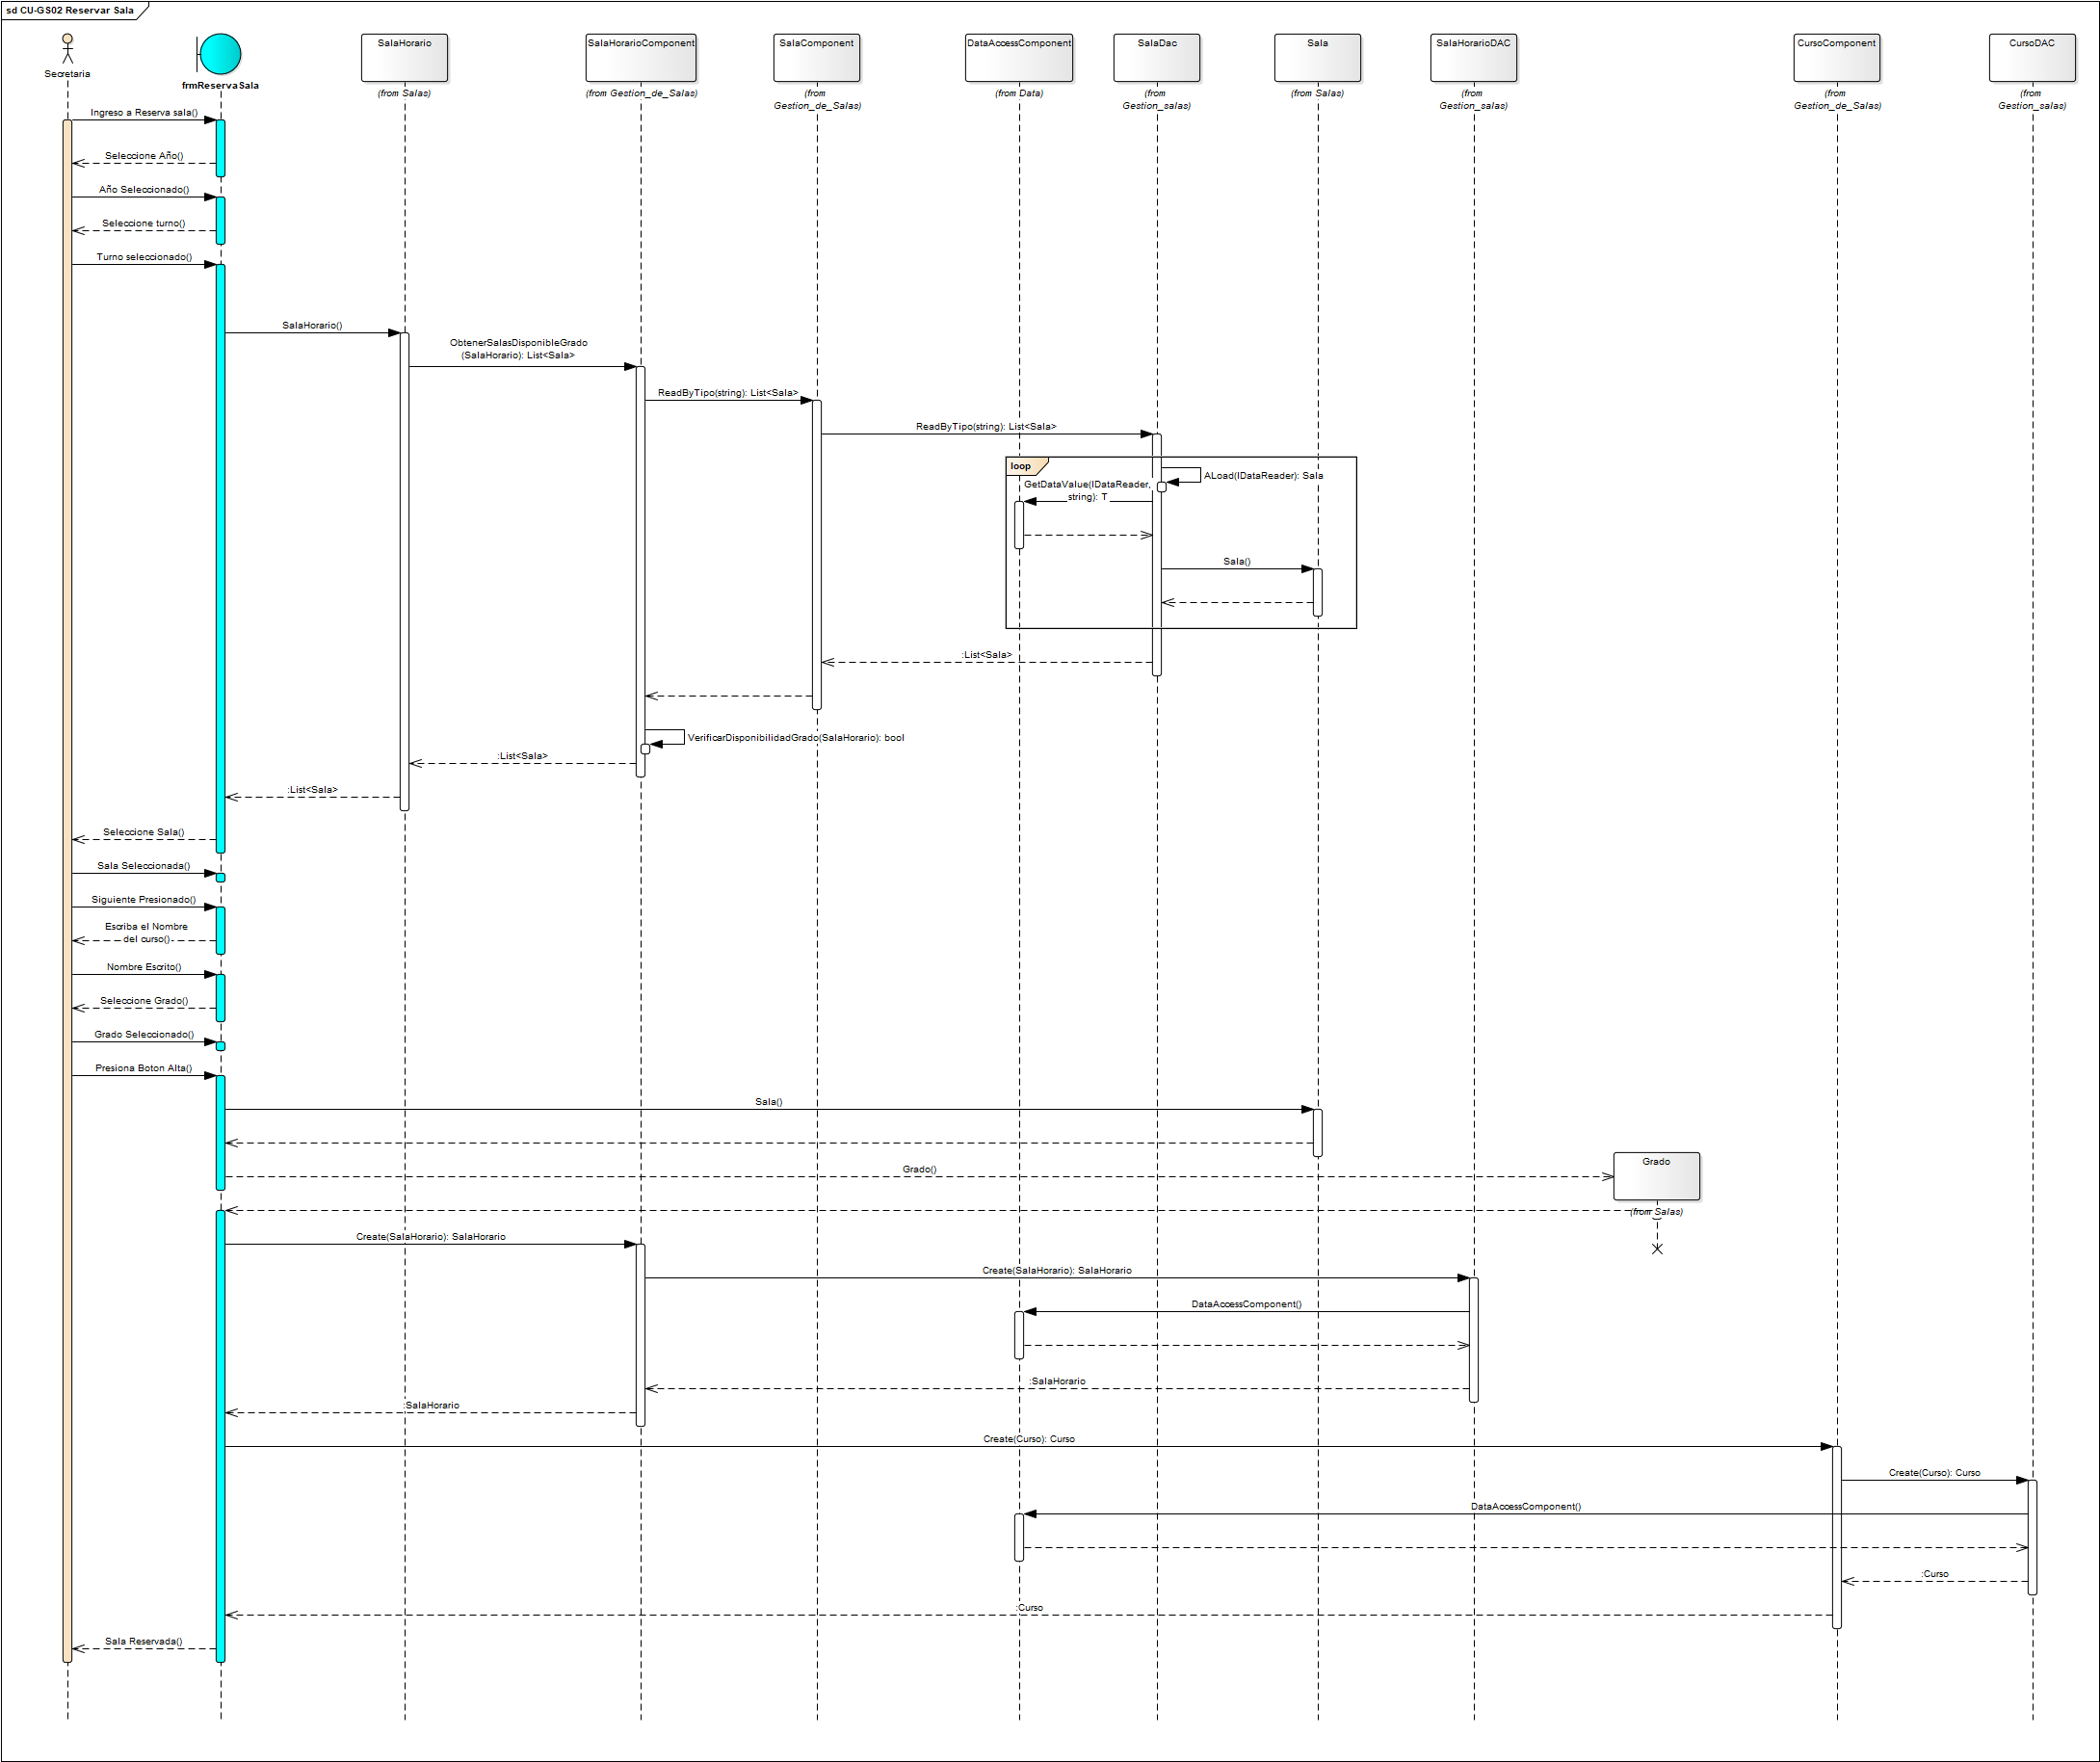 sd CU-GS02 Reservar Sala
Secretaria
frmReservaSala
SalaHorario
(from Salas)
SalaHorarioComponent
(from Gestion_de_Salas)
SalaComponent
(from
Gestion_de_Salas)
DataAccessComponent
(from Data)
SalaDac
(from
Gestion_salas)
Sala
(from Salas)
SalaHorarioDAC
(from
Gestion_salas)
CursoComponent
(from
Gestion_de_Salas)
CursoDAC
(from
Gestion_salas)
Ingreso a Reserva sala()
Seleccione Año()
Año Seleccionado()
Seleccione turno()
Turno seleccionado()
SalaHorario()
ObtenerSalasDisponibleGrado
(SalaHorario): List<Sala>
ReadByTipo(string): List<Sala>
ReadByTipo(string): List<Sala>
loop
ALoad(IDataReader): Sala
GetDataValue(IDataReader,
string): T
Sala()
:List<Sala>
VerificarDisponibilidadGrado(SalaHorario): bool
:List<Sala>
:List<Sala>
Seleccione Sala()
Sala Seleccionada()
Siguiente Presionado()
Escriba el Nombre
del curso()
Nombre Escrito()
Seleccione Grado()
Grado Seleccionado()
Presiona Boton Alta()
Sala()
Grado()
Grado
(from Salas)
Create(SalaHorario): SalaHorario
Create(SalaHorario): SalaHorario
DataAccessComponent()
:SalaHorario
:SalaHorario
Create(Curso): Curso
Create(Curso): Curso
DataAccessComponent()
:Curso
:Curso
Sala Reservada()